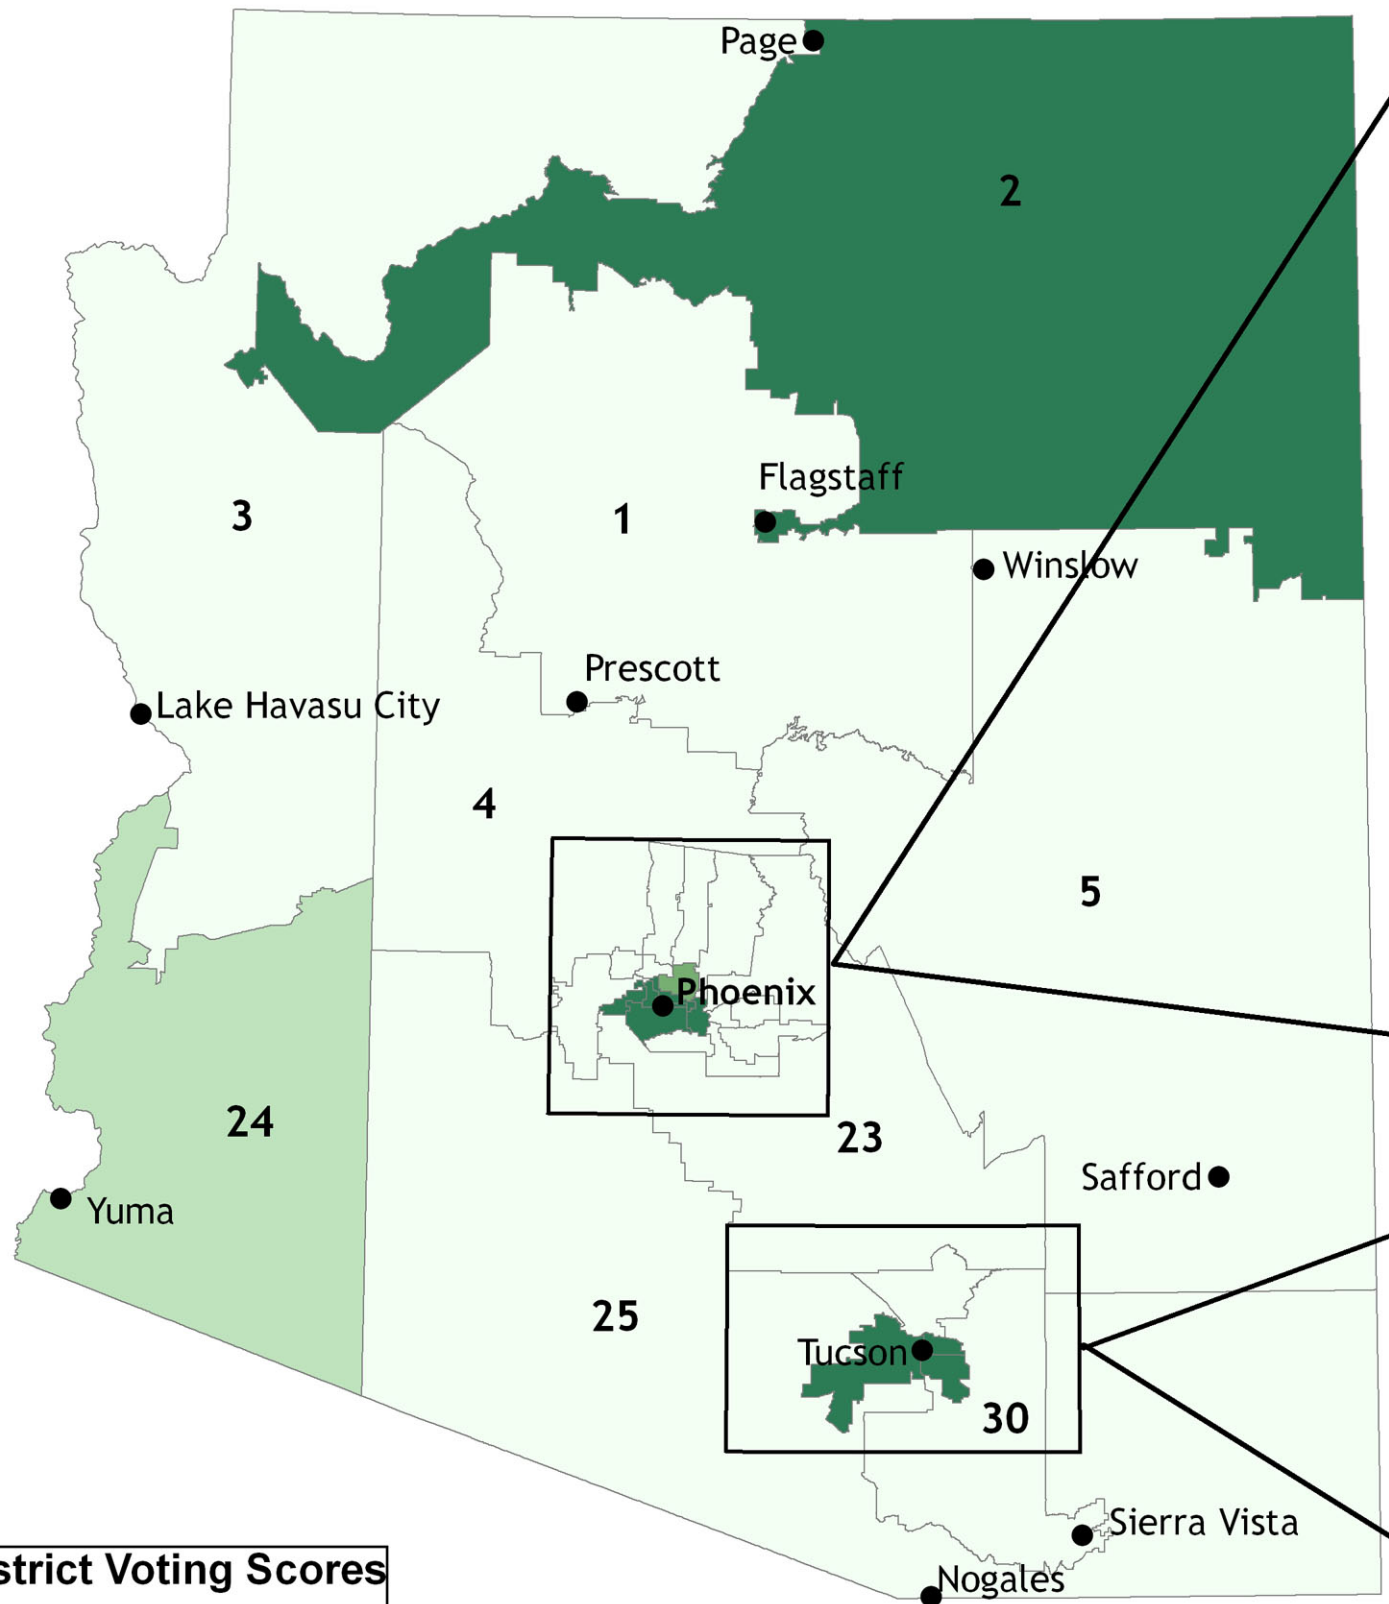 Page
2
Flagstaff
3
1
Winslow
Prescott
Lake Havasu City
4
5
Phoenix
24
23
Safford
Yuma
25
Tucson
30
Sierra Vista
strict Voting Scores
Nogales